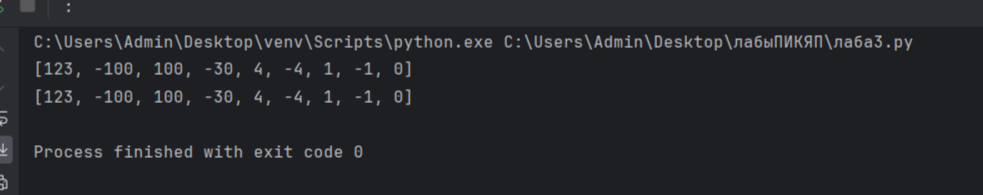 C:\Users\Admin\Desktop\venv\Scripts\python.exe C:\Users\Admin\Desktop\лабыПИКЯП\лаба3.py
[123, -100, 100, -30, 4, -4, 1, -1, 0]
[123, -100, 100, -30, 4, -4, 1, -1, 0]
Process finished with exit code 0